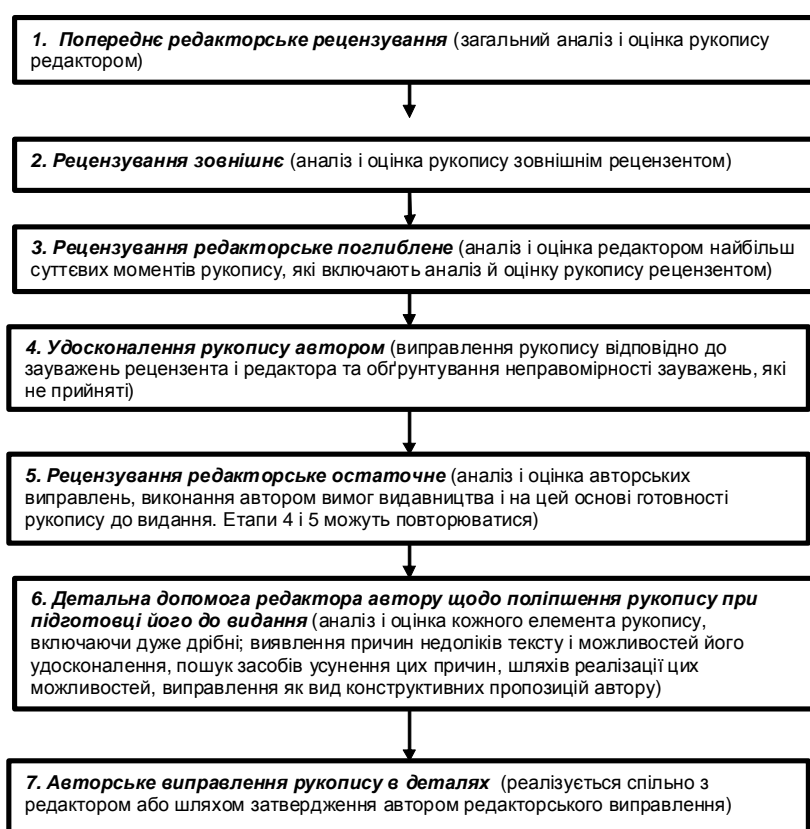 1. Попереднє редакторське рецензування (загальний аналіз і оцінка рукопису
редактором)
2. Рецензування зовнішнє (аналіз і оцінка рукопису зовнішнім рецензентом)
3. Рецензування редакторське поглиблене (аналіз і оцінка редактором найбільш
суттєвих моментів рукопису, які включають аналіз й оцінку рукопису рецензентом)
4. Удосконалення рукопису автором (виправлення рукопису відповідно до
зауважень рецензента і редактора та обґрунтування неправомірності зауважень, які
не прийняті)
5. Рецензування редакторське остаточне (аналіз і оцінка авторських
виправлень, виконання автором вимог видавництва і на цей основі готовності
рукопису до видання. Етапи 4 і 5 можуть повторюватися)
6. Детальна допомога редактора автору щодо поліпшення рукопису при
підготовці його до видання (аналіз і оцінка кожного елемента рукопису,
включаючи дуже дрібні; виявлення причин недоліків тексту і можливостей його
удосконалення, пошук засобів усунення цих причин, шляхів реалізації цих
можливостей, виправлення як вид конструктивних пропозицій автору)
7. Авторське виправлення рукопису в деталях (реалізується спільно з
редактором або шляхом затвердження автором редакторського виправлення)